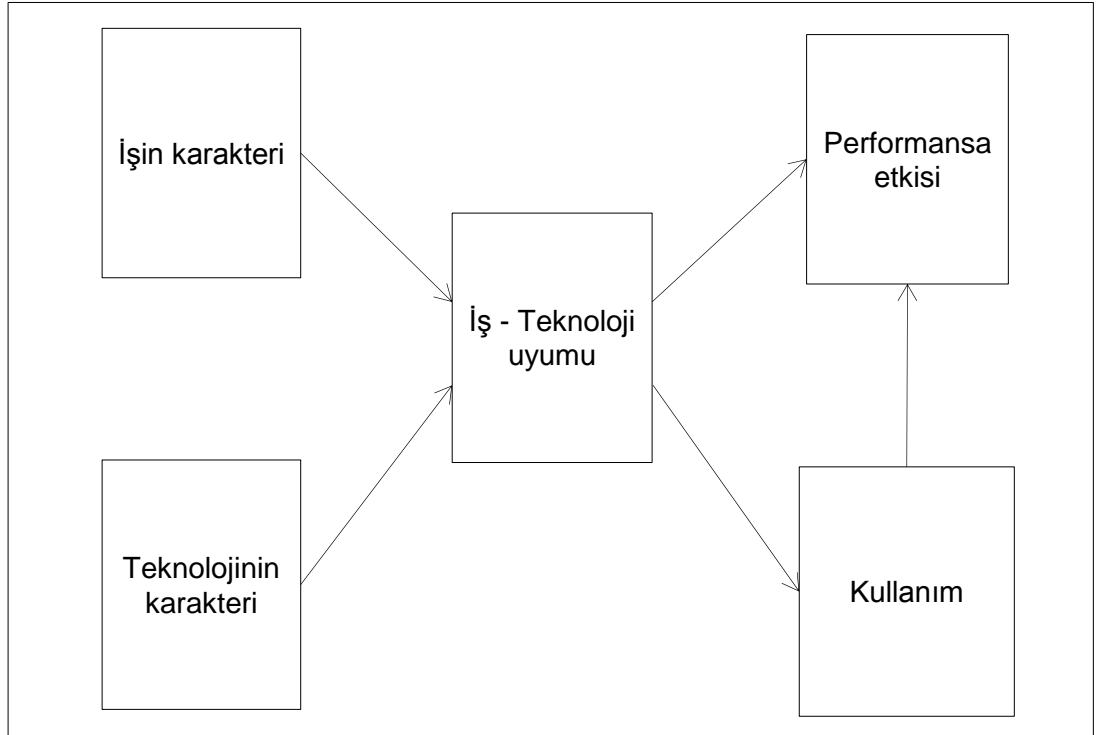 İşin karakteri
Performansa
etkisi
İş - Teknoloji
uyumu
Teknolojinin
karakteri
Kullanım